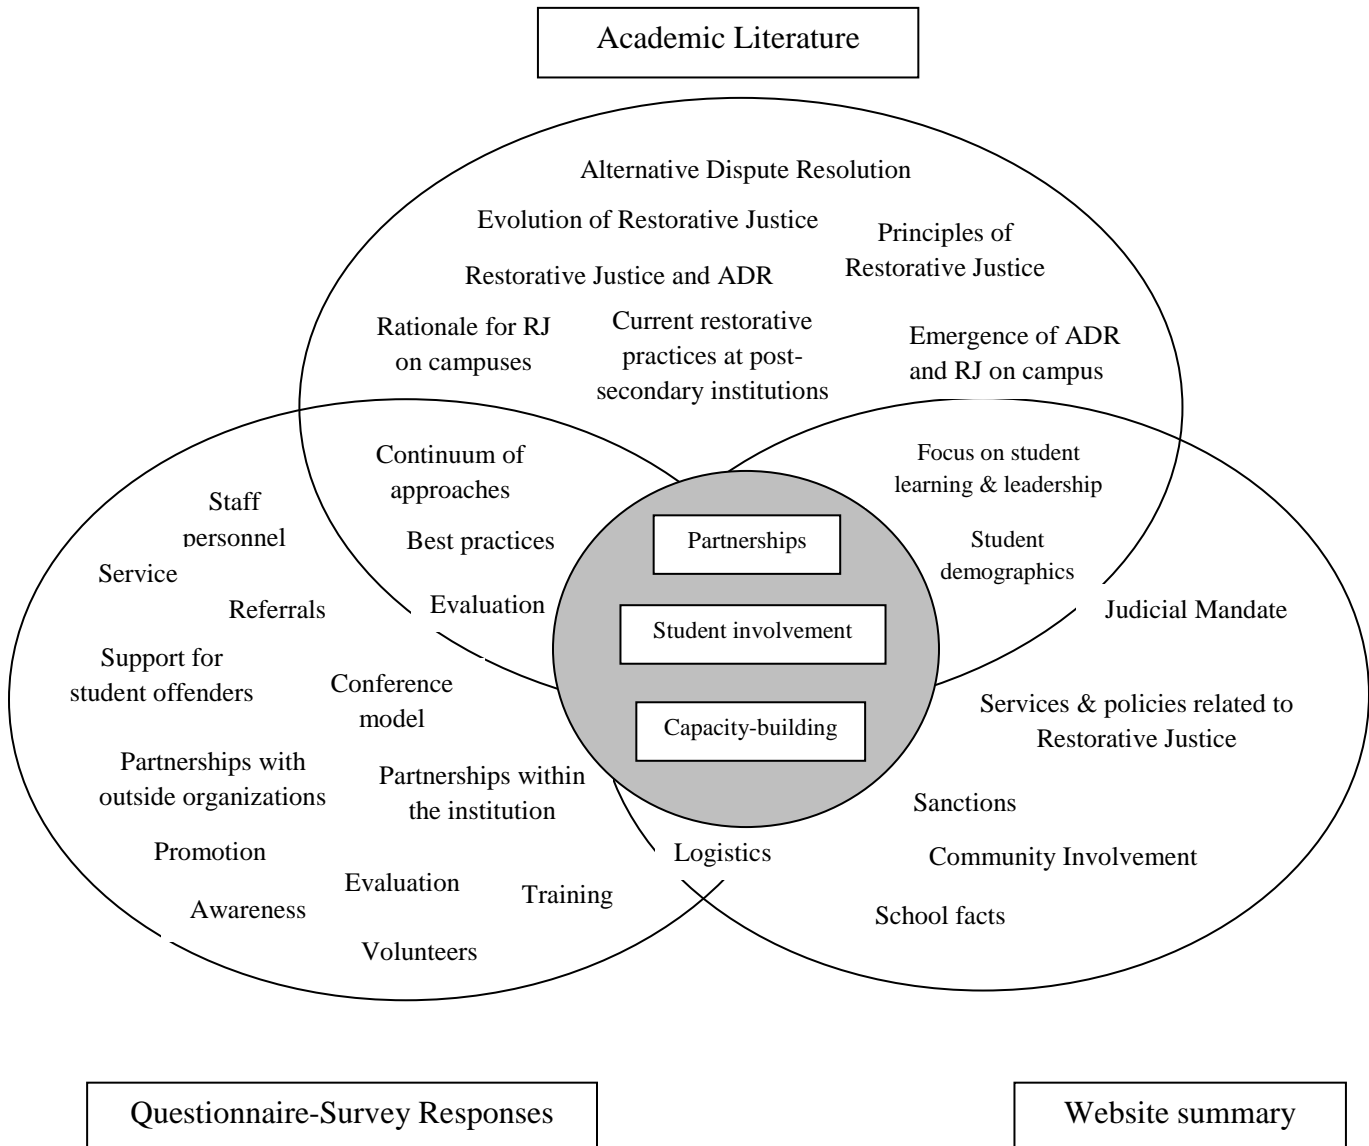 Academic Literature
Alternative Dispute Resolution
Evolution of Restorative Justice
Principles of
Restorative Justice
Restorative Justice and ADR
Rationale for RJ
on campuses
Current restorative
practices at post-
secondary institutions
Emergence of ADR
and RJ on campus
Continuum of
approaches
Best practices
Evaluation
Focus on student
learning & leadership
Student
demographics
Partnerships
Student involvement
Capacity-building
Staff
personnel
Service
Referrals
Support for
student offenders
Conference
model
Partnerships with
outside organizations
Partnerships within
the institution
Promotion
Evaluation
Training
Awareness
Volunteers
Logistics
Judicial Mandate
Services & policies related to
Restorative Justice
Sanctions
Community Involvement
School facts
Questionnaire-Survey Responses
Website summary